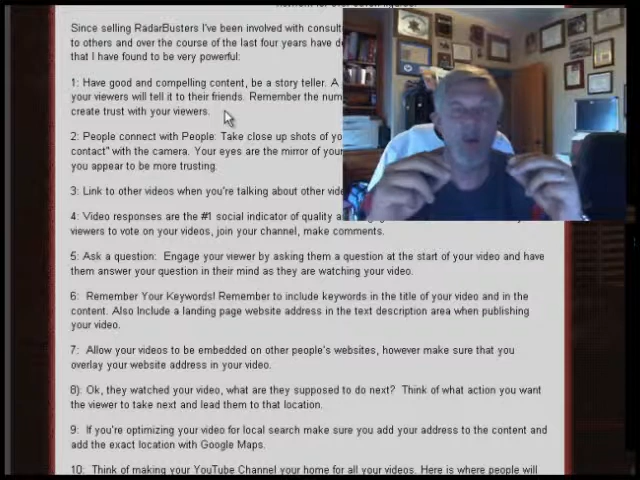 Since selling RadarBusters I've been involved with consult
to others and over the course of the last four years have de
that I have found to be very powerful:
1: Have good and compelling content, be a story teller. A
your viewers will tell it to their friends. Remember the num
create trust with your viewers.
2: People connect with People: Take close up shots of yo
contact" with the camera. Your eyes are the mirror of your
you appear to be more trusting.
3: Link to other videos when you're talking about other vide
4: Video responses are the #1 social indicator of quality a
viewers to vote on your videos, join your channel, make comments.
5: Ask a question: Engage your viewer by asking them a question at the start of your video and have
them answer your question in their mind as they are watching your video.
6: Remember Your Keywords! Remember to include keywords in the title of your video and in the
content. Also Include a landing page website address in the text description area when publishing
your video.
7: Allow your videos to be embedded on other people's websites, however make sure that you
overlay your website address in your video.
8): Ok, they watched your video, what are they supposed to do next? Think of what action you want
the viewer to take next and lead them to that location.
9: If you're optimizing your video for local search make sure you add your address to the content and
add the exact location with Google Maps.
10: Think of making your YouTube Channel your home for all your videos. Here is where people will